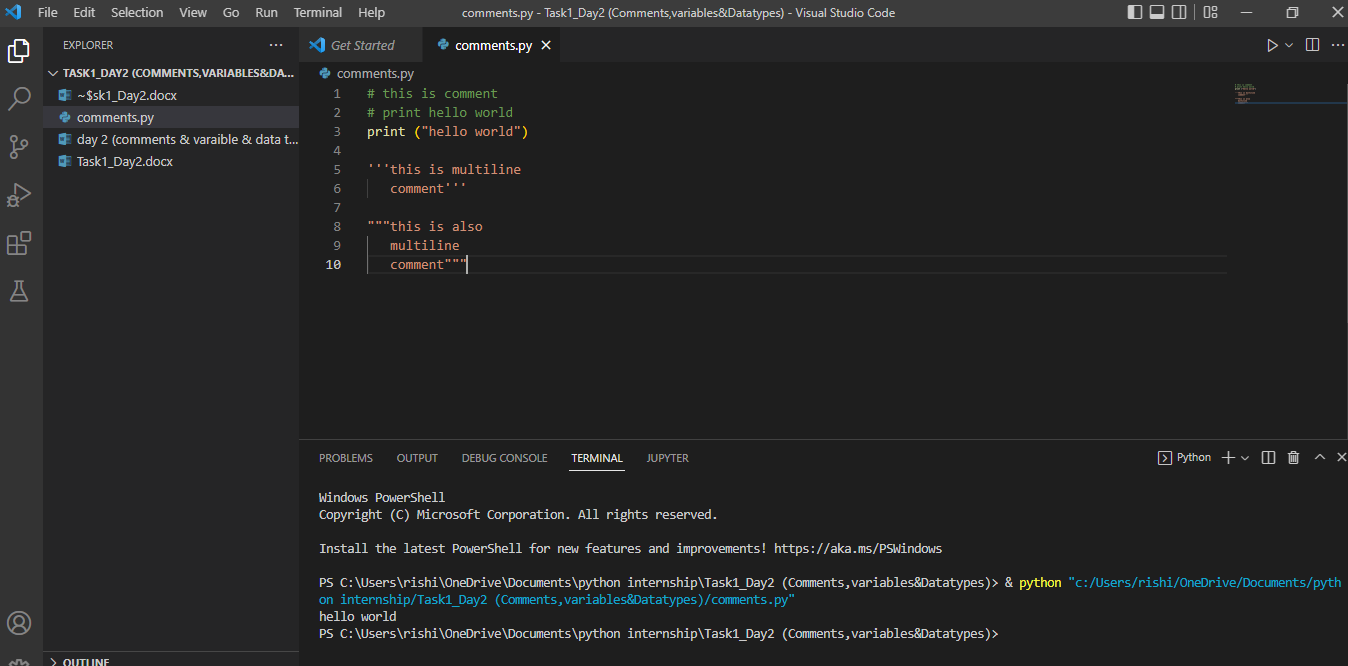 File Edit Selection View Go Run Terminal Help comments.py - Task1_Day2 (Comments,variables&Datatypes) - Visual Studio Code
EXPLORER
TASK1_DAY2 (COMMENTS,VARIABLES&DA...
~$sk1_Day2.docx
comments.py
day 2 (comments & varaible & data t...
Task1_Day2.docx
OUTLINE
Get Started comments.py
comments.py
1 # this is comment
2 # print hello world
3 print ("hello world")
4
5 '''this is multiline
6 comment'''
7
8 """this is also
9 multiline
10 comment"""
PROBLEMS OUTPUT DEBUG CONSOLE TERMINAL JUPYTER Python
Windows PowerShell
Copyright (C) Microsoft Corporation. All rights reserved.
Install the latest PowerShell for new features and improvements! https://aka.ms/PSWindows
PS C:\Users\rishi\OneDrive\Documents\python internship\Task1_Day2 (Comments,variables&Datatypes)> & python "c:/Users/rishi/OneDrive/Documents/pyth
on internship/Task1_Day2 (Comments,variables&Datatypes)/comments.py"
hello world
PS C:\Users\rishi\OneDrive\Documents\python internship\Task1_Day2 (Comments,variables&Datatypes)>